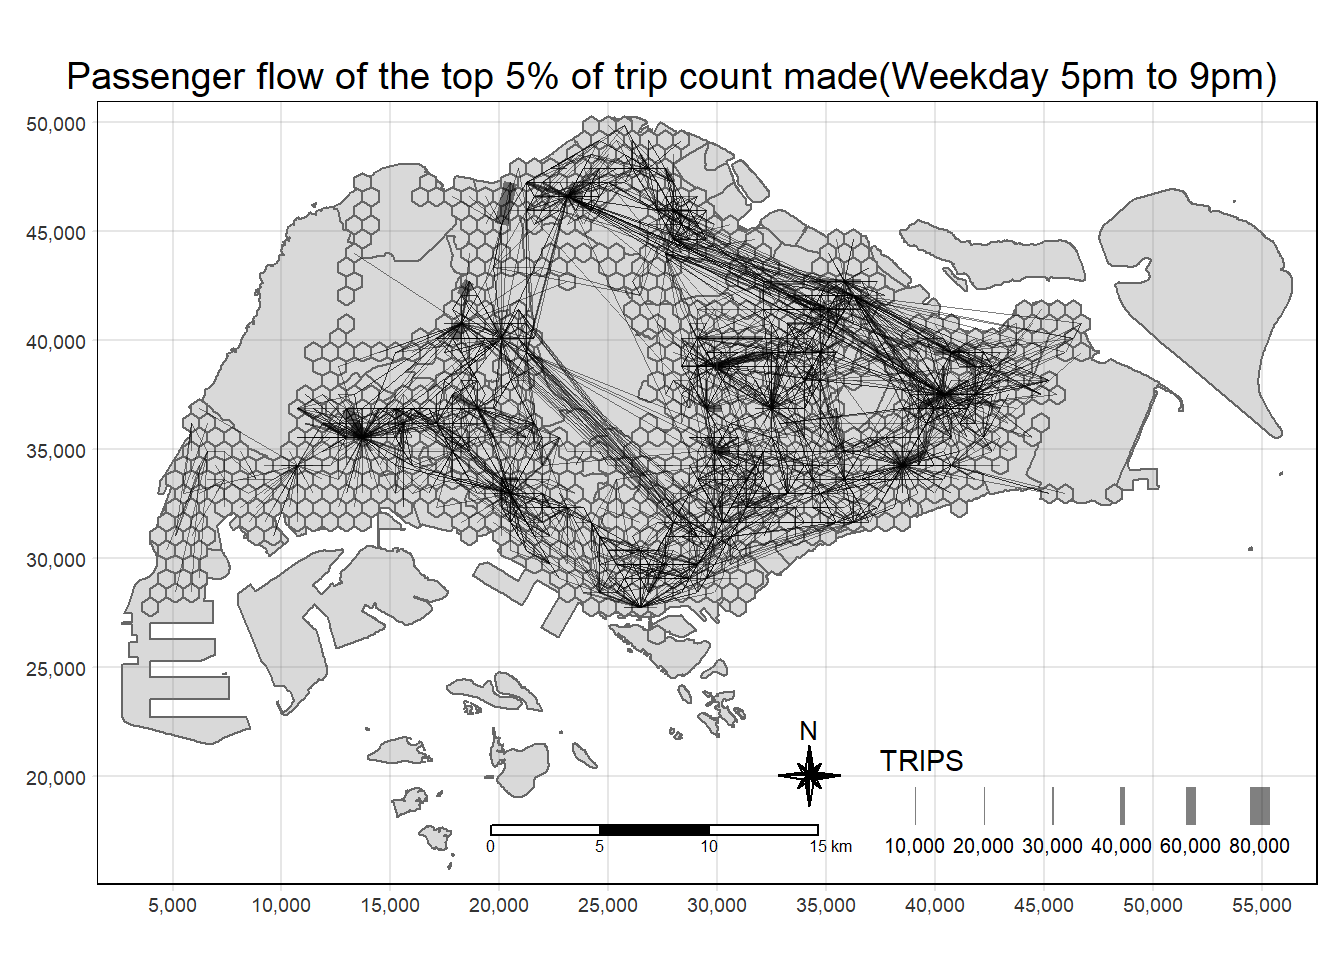 Passenger flow of the top 5% of trip count made(Weekday 5pm to 9pm)
50,000
45,000
40,000
35,000
30,000
25,000
20,000
N
TRIPS
0 5 10 15 km
10,000 20,000 30,000 40,000 60,000 80,000
5,000 10,000 15,000 20,000 25,000 30,000 35,000 40,000 45,000 50,000 55,000